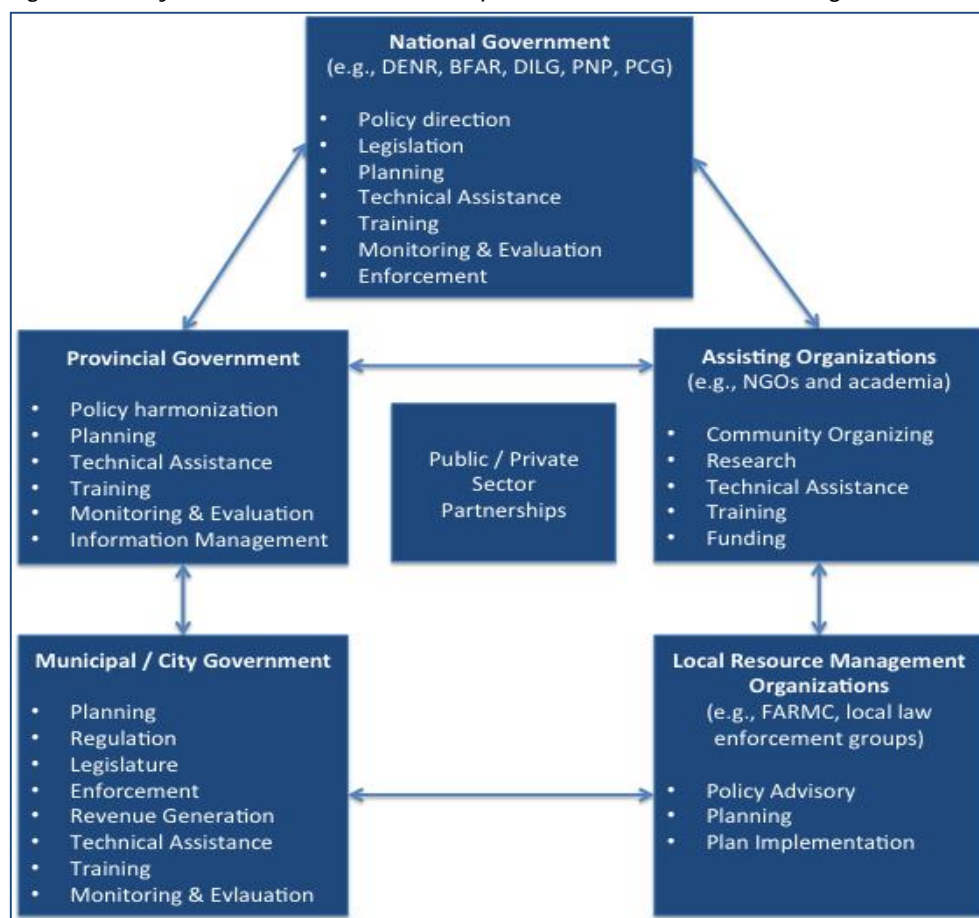 National Government
(e.g., DENR, BFAR, DILG, PNP, PCG)
• Policy direction
• Legislation
• Planning
• Technical Assistance
• Training
• Monitoring & Evaluation
• Enforcement
Provincial Government
• Policy harmonization
• Planning
• Technical Assistance
• Training
• Monitoring & Evaluation
• Information Management
Public / Private
Sector
Partnerships
Assisting Organizations
(e.g., NGOs and academia)
• Community Organizing
• Research
• Technical Assistance
• Training
• Funding
Municipal / City Government
• Planning
• Regulation
• Legislature
• Enforcement
• Revenue Generation
• Technical Assistance
• Training
• Monitoring & Evlauation
Local Resource Management
Organizations
(e.g., FARMC, local law
enforcement groups)
• Policy Advisory
• Planning
• Plan Implementation